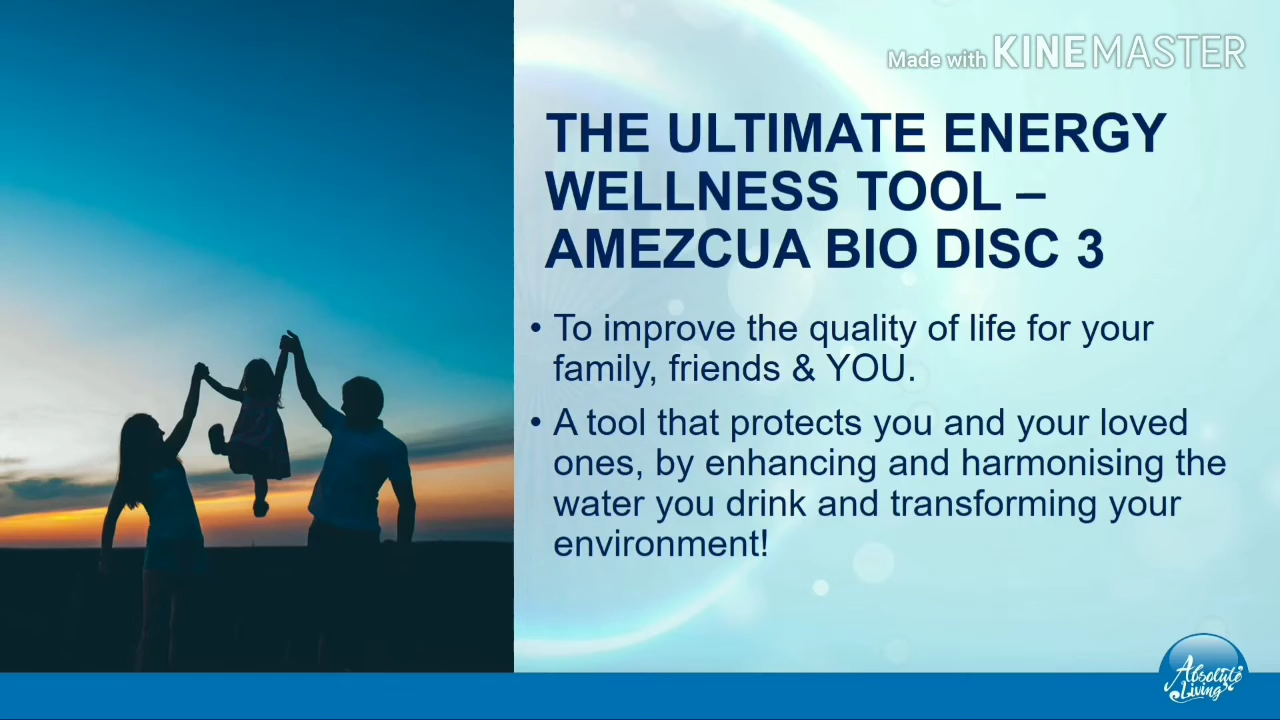 Made with KINEMASTER
THE ULTIMATE ENERGY
WELLNESS TOOL –
AMEZCUA BIO DISC 3
• To improve the quality of life for your
family, friends & YOU.
• A tool that protects you and your loved
ones, by enhancing and harmonising the
water you drink and transforming your
environment!
Absolute
Living